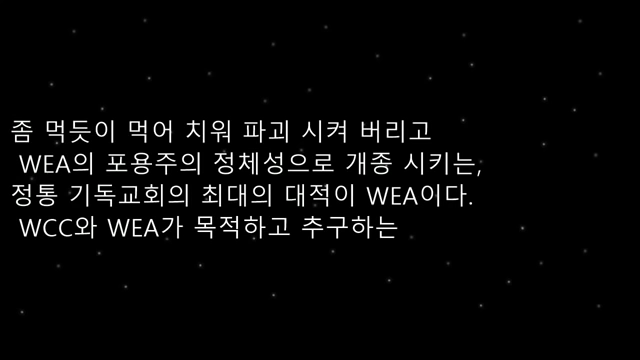 좀 먹듯이 먹어 치워 파괴 시켜 버리고
WEA의 포용주의 정체성으로 개종 시키는,
정통 기독교회의 최대의 대적이 WEA이다.
WCC와 WEA가 목적하고 추구하는